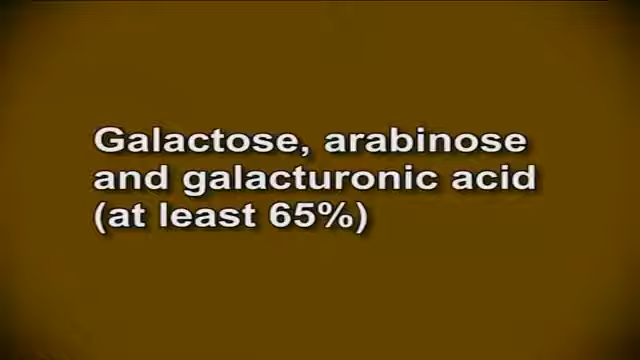 Galactose, arabinose
and galacturonic acid
(at least 65%)